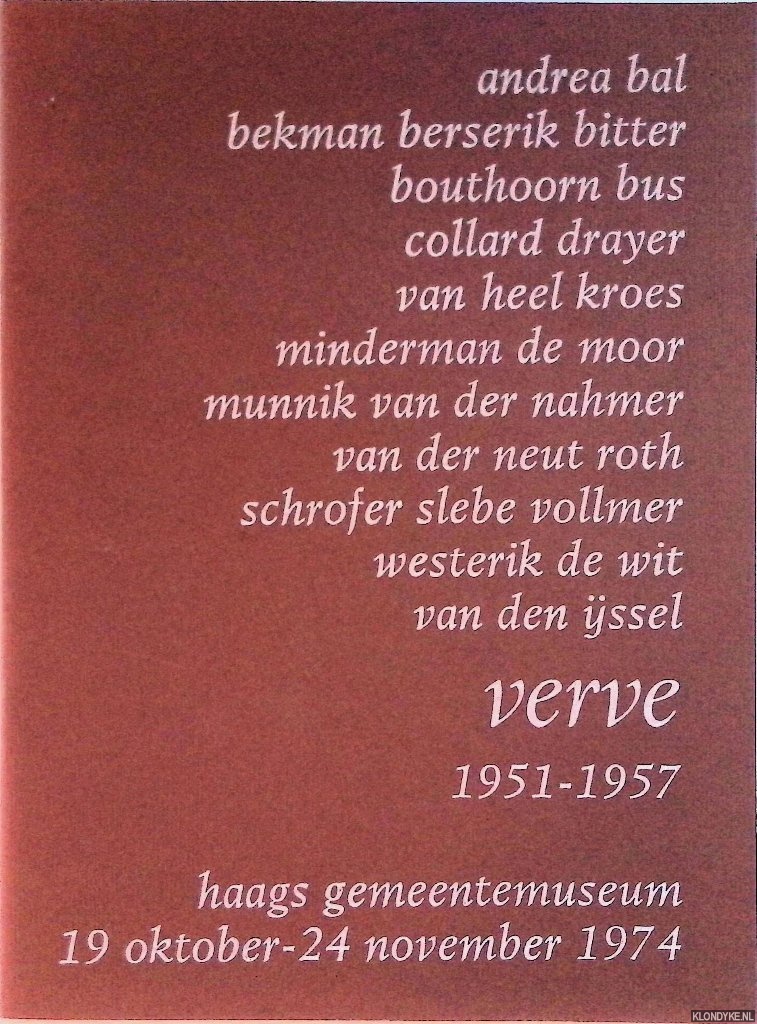 andrea bal
bekman berserik bitter
bouthoorn bus
collard drayer
van heel kroes
minderman de moor
munnik van der nahmer
van der neut roth
schrofer slebe vollmer
westerik de wit
van den ijssel
verve
1951-1957
haags gemeentemuseum
19 oktober-24 november 1974
KLONDYKE.NL